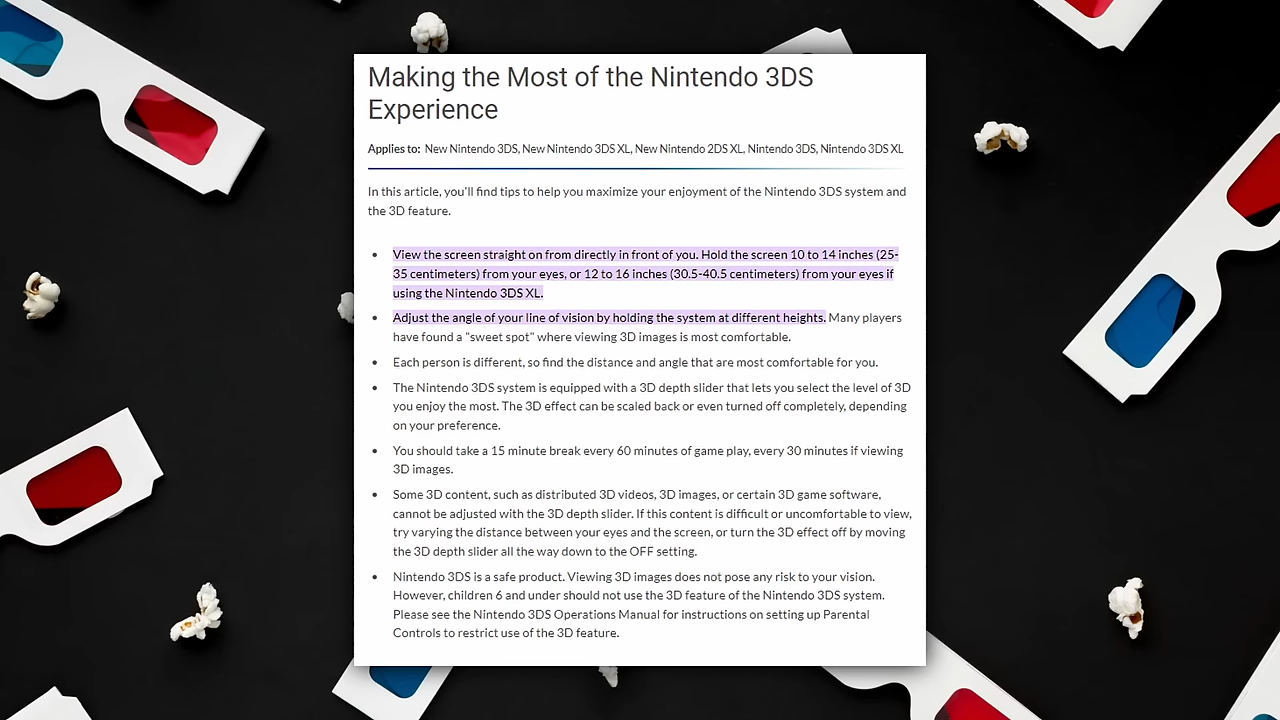 Making the Most of the Nintendo 3DS
Experience
Applies to: New Nintendo 3DS, New Nintendo 3DS XL, New Nintendo 2DS XL, Nintendo 3DS, Nintendo 3DS XL
In this article, you'll find tips to help you maximize your enjoyment of the Nintendo 3DS system and
the 3D feature.
• View the screen straight on from directly in front of you. Hold the screen 10 to 14 inches (25-
35 centimeters) from your eyes, or 12 to 16 inches (30.5-40.5 centimeters) from your eyes if
using the Nintendo 3DS XL.
• Adjust the angle of your line of vision by holding the system at different heights. Many players
have found a "sweet spot" where viewing 3D images is most comfortable.
• Each person is different, so find the distance and angle that are most comfortable for you.
• The Nintendo 3DS system is equipped with a 3D depth slider that lets you select the level of 3D
you enjoy the most. The 3D effect can be scaled back or even turned off completely, depending
on your preference.
• You should take a 15 minute break every 60 minutes of game play, every 30 minutes if viewing
3D images.
• Some 3D content, such as distributed 3D videos, 3D images, or certain 3D game software,
cannot be adjusted with the 3D depth slider. If this content is difficult or uncomfortable to view,
try varying the distance between your eyes and the screen, or turn the 3D effect off by moving
the 3D depth slider all the way down to the OFF setting.
• Nintendo 3DS is a safe product. Viewing 3D images does not pose any risk to your vision.
However, children 6 and under should not use the 3D feature of the Nintendo 3DS system.
Please see the Nintendo 3DS Operations Manual for instructions on setting up Parental
Controls to restrict use of the 3D feature.